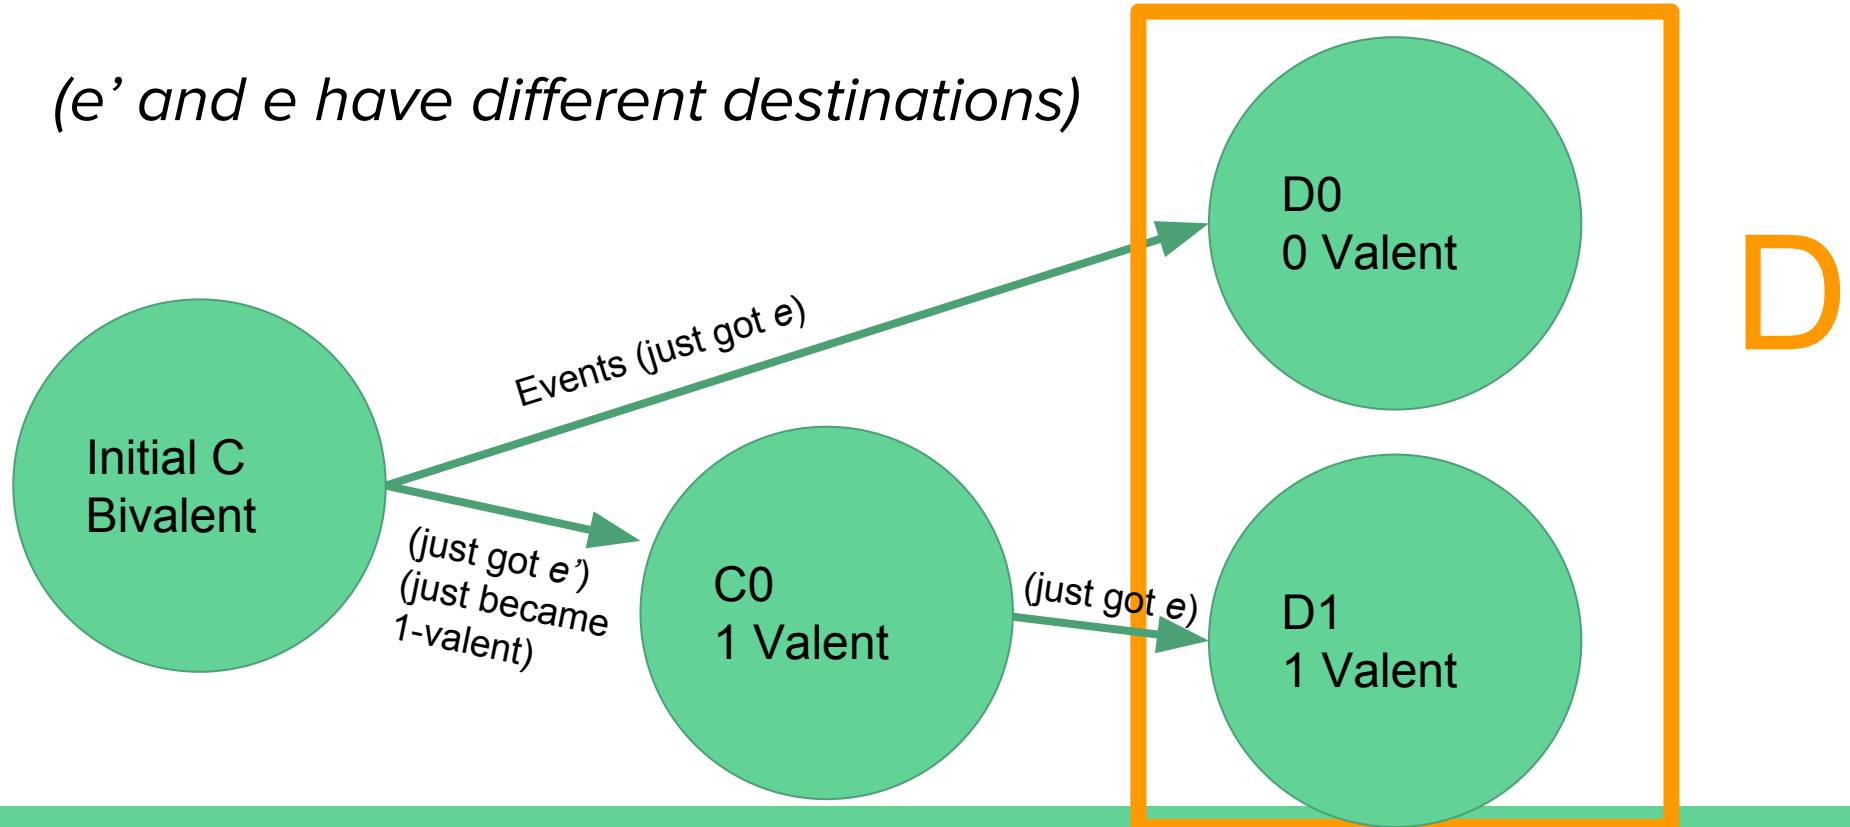 (e’ and e have different destinations)
D0
0 Valent
D
Events (just got e)
Initial C
Bivalent
(just got e’)
(just became
1-valent)
C0
1 Valent
(just got e)
D1
1 Valent